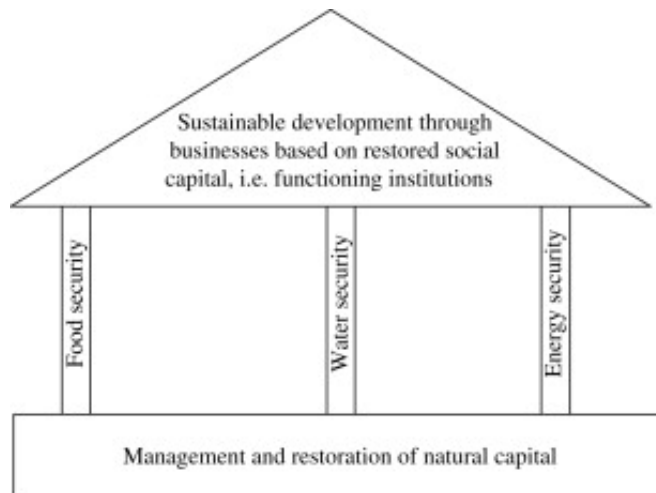 Sustainable development through
businesses based on restored social
capital, i.e. functioning institutions
Food security
Water security
Energy security
Management and restoration of natural capital